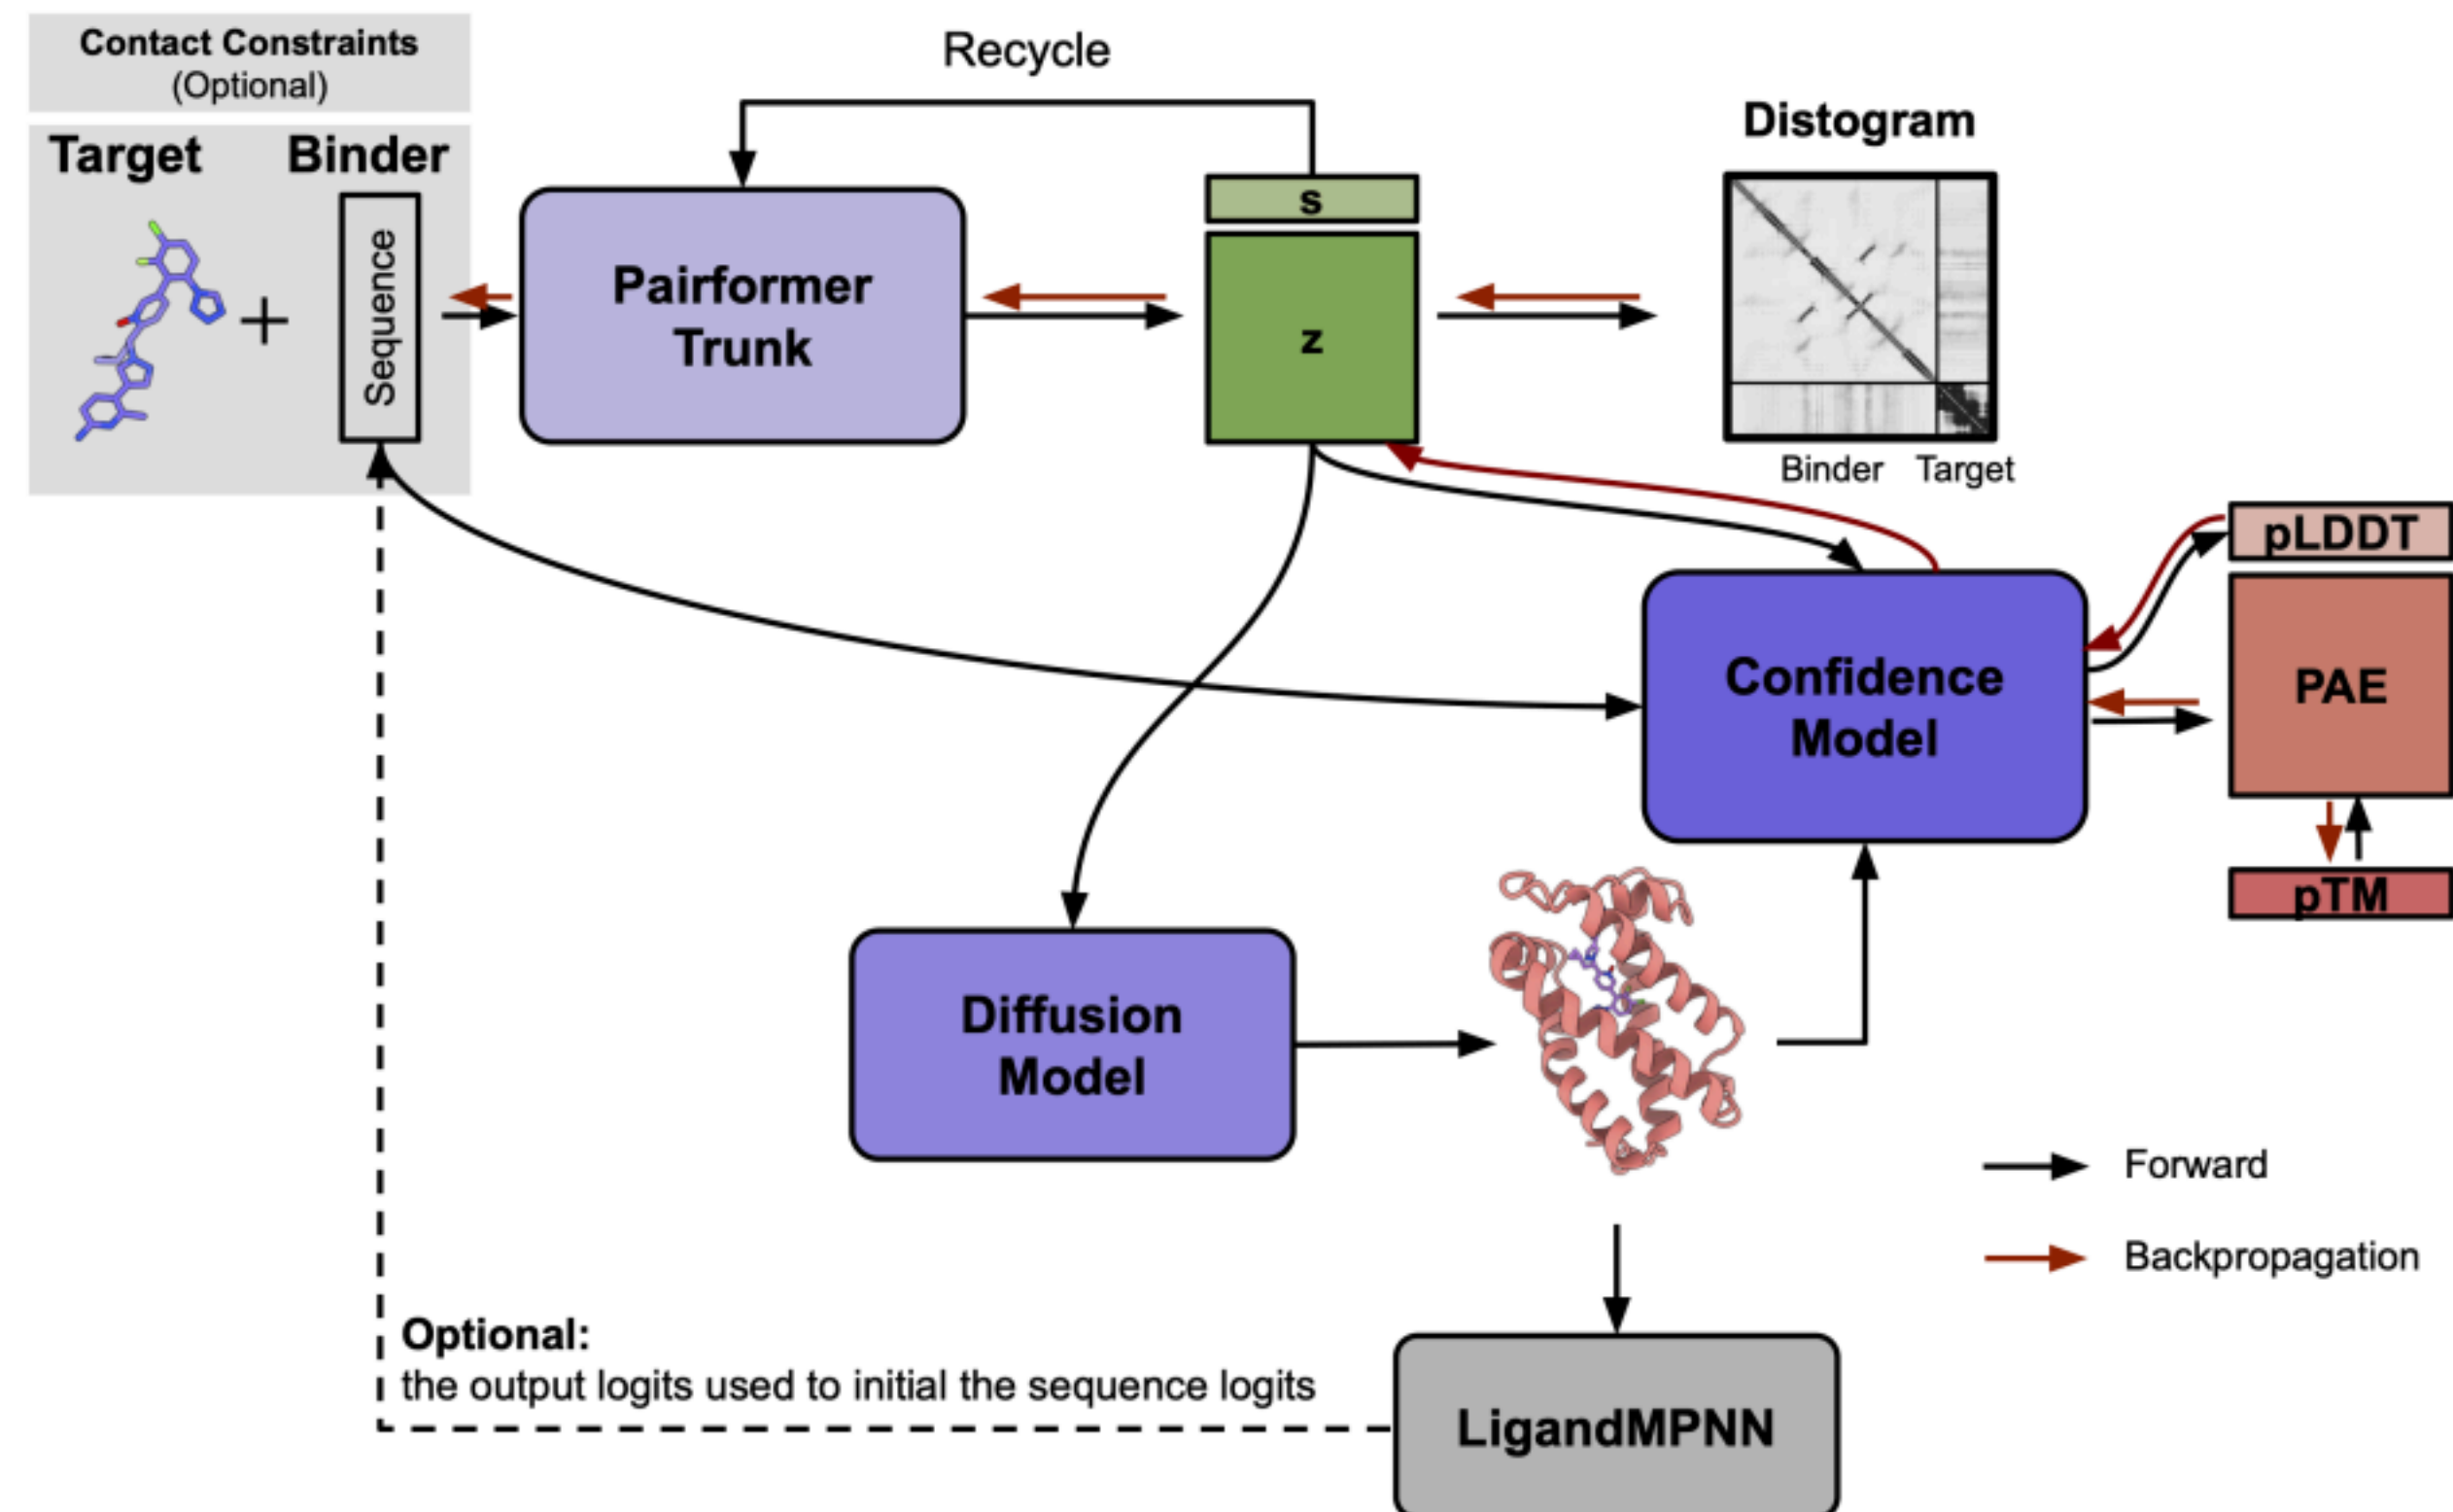 Contact Constraints
(Optional)
Recycle
Target
Binder
Sequence
Pairformer
Trunk
s
z
Distogram
Binder
Target
pLDDT
PAE
pTM
Confidence
Model
Diffusion
Model
Forward
Backpropagation
Optional:
the output logits used to initial the sequence logits
LigandMPNN